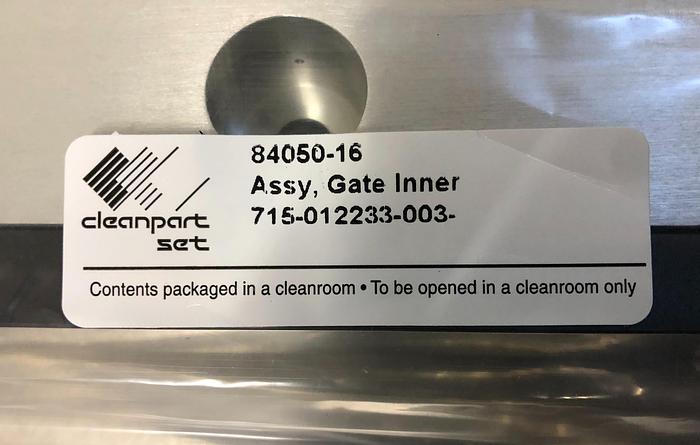 84050-16
Assy, Gate Inner
715-012233-003-
cleanpart
set
Contents packaged in a cleanroom • To be opened in a cleanroom only